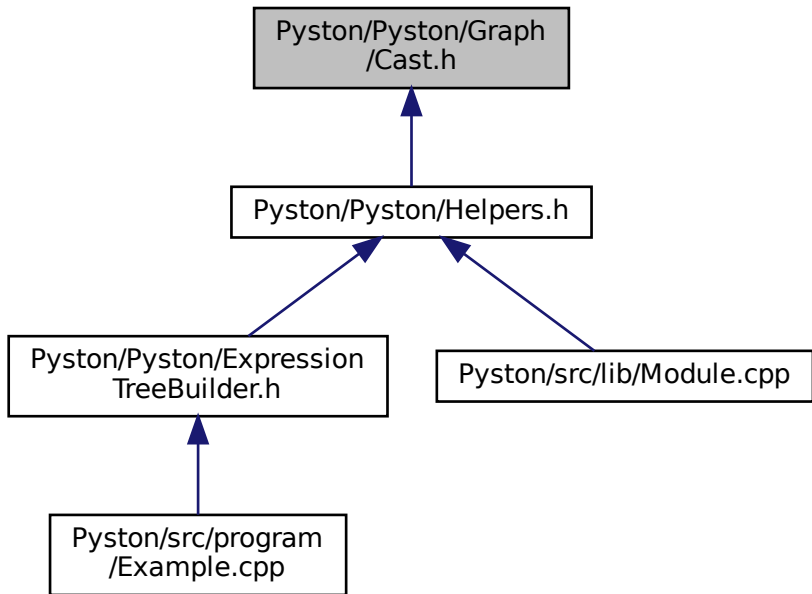 Pyston/Pyston/Graph
/Cast.h
Pyston/Pyston/Helpers.h
Pyston/Pyston/Expression
TreeBuilder.h
Pyston/src/lib/Module.cpp
Pyston/src/program
/Example.cpp